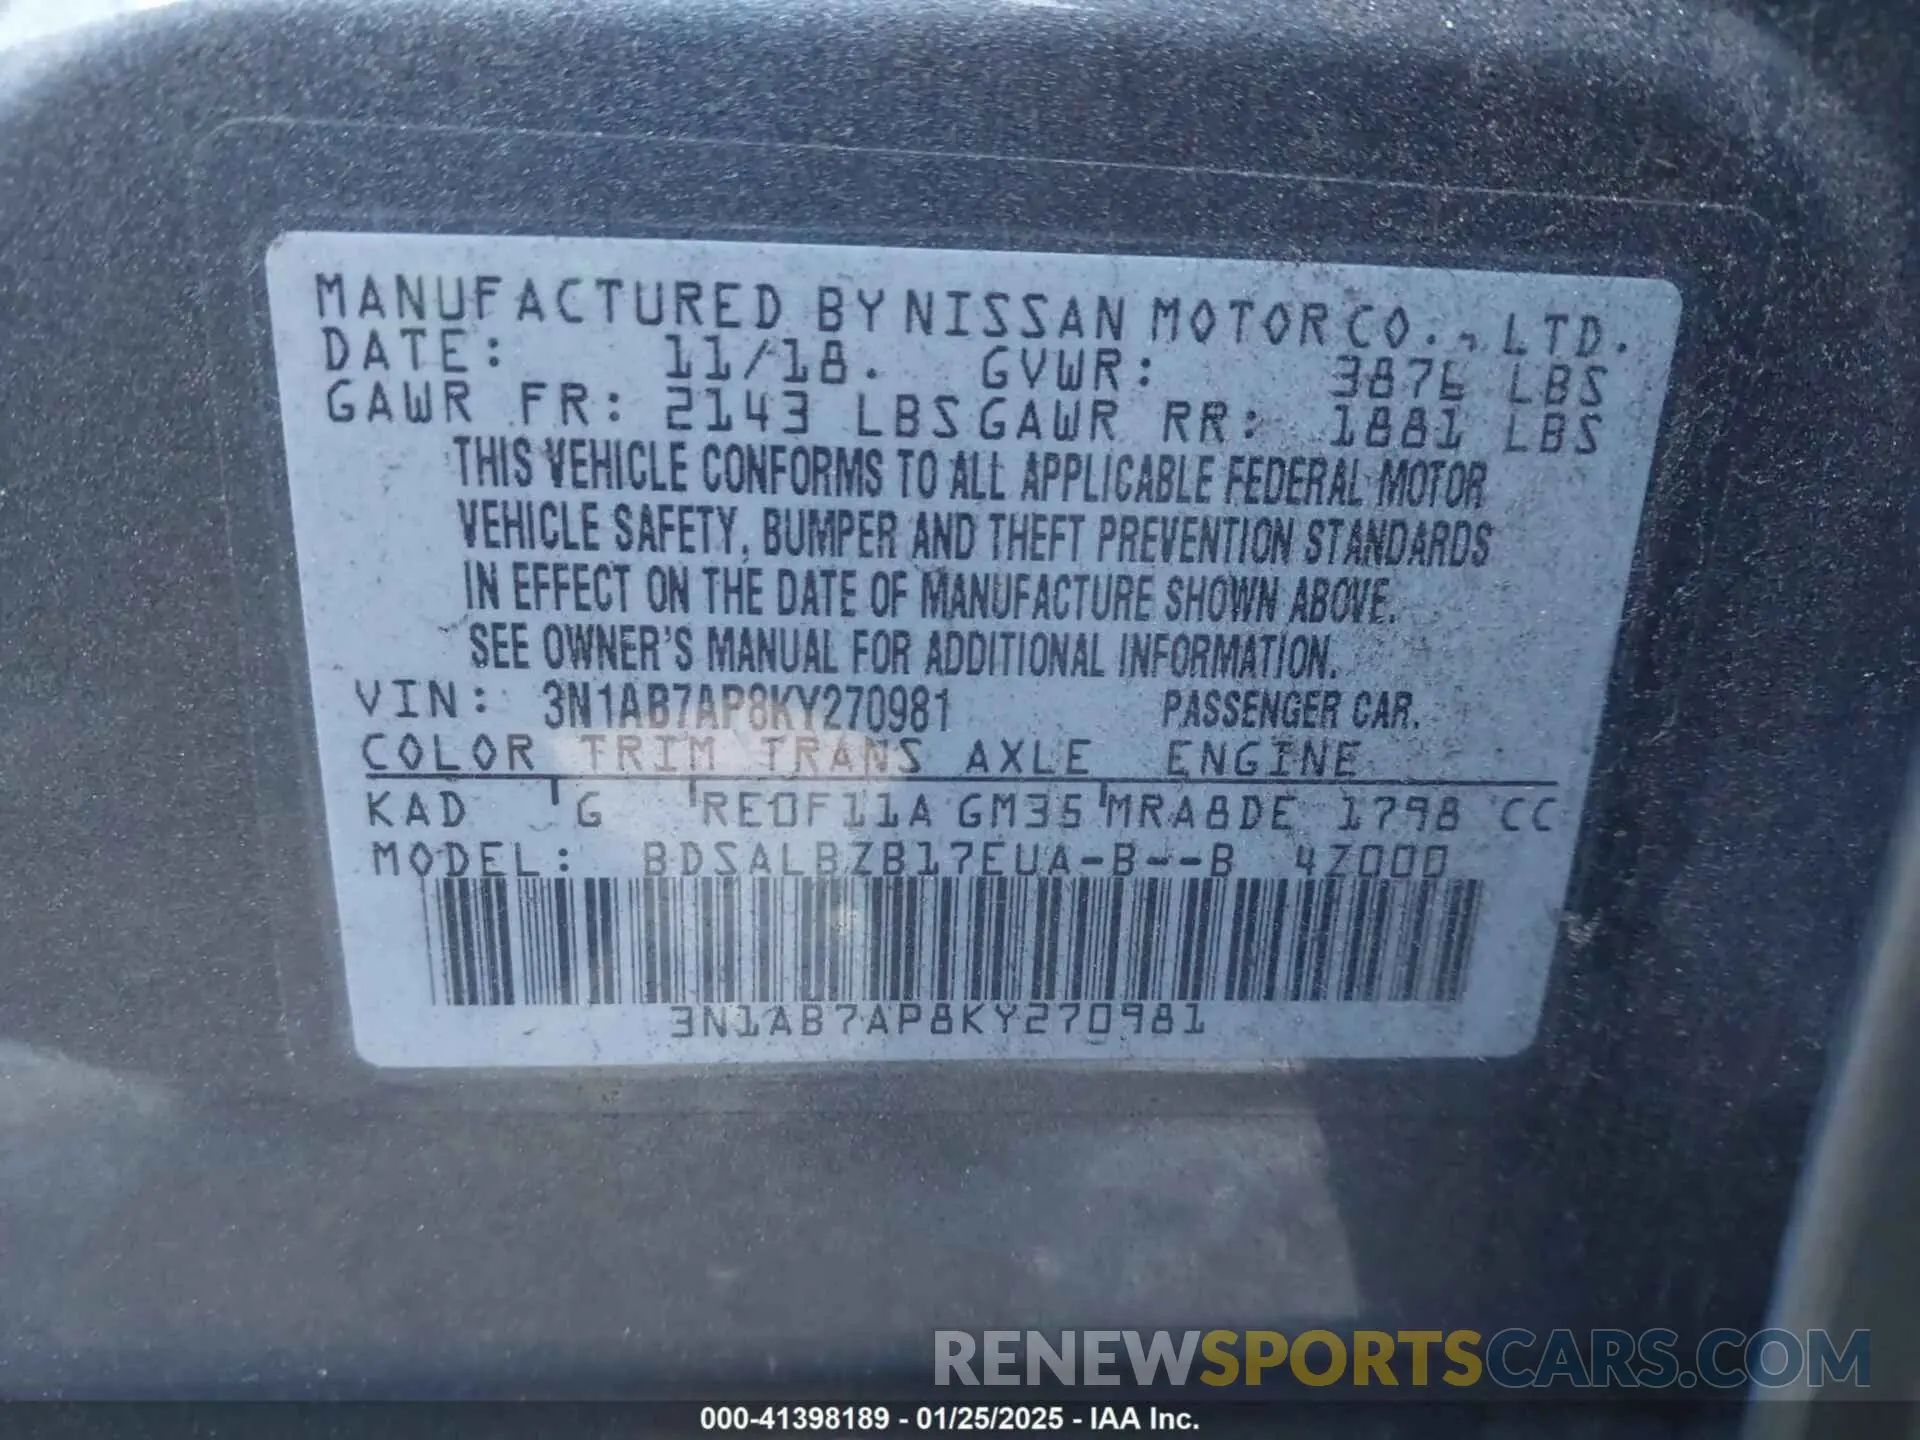 MANUFACTURED BY NISSAN MOTOR CO., LTD.
DATE: 11/18. GVWR: 3876 LBS
GAWR FR: 2143 LBS GAWR RR: 1881 LBS
THIS VEHICLE CONFORMS TO ALL APPLICABLE FEDERAL MOTOR
VEHICLE SAFETY, BUMPER AND THEFT PREVENTION STANDARDS
IN EFFECT ON THE DATE OF MANUFACTURE SHOWN ABOVE.
SEE OWNER'S MANUAL FOR ADDITIONAL INFORMATION.
VIN: 3N1AB7AP8KY270981 PASSENGER CAR.
COLOR TRIM TRANS AXLE ENGINE
KAD G RE0F11A GM35 MRA8DE 1798 CC
MODEL: BDSALBZB17EUA-B--B 4Z000
3N1AB7AP8KY270981
RENEWSPORTSCARS.COM
000-41398189 - 01/25/2025 - IAA Inc.